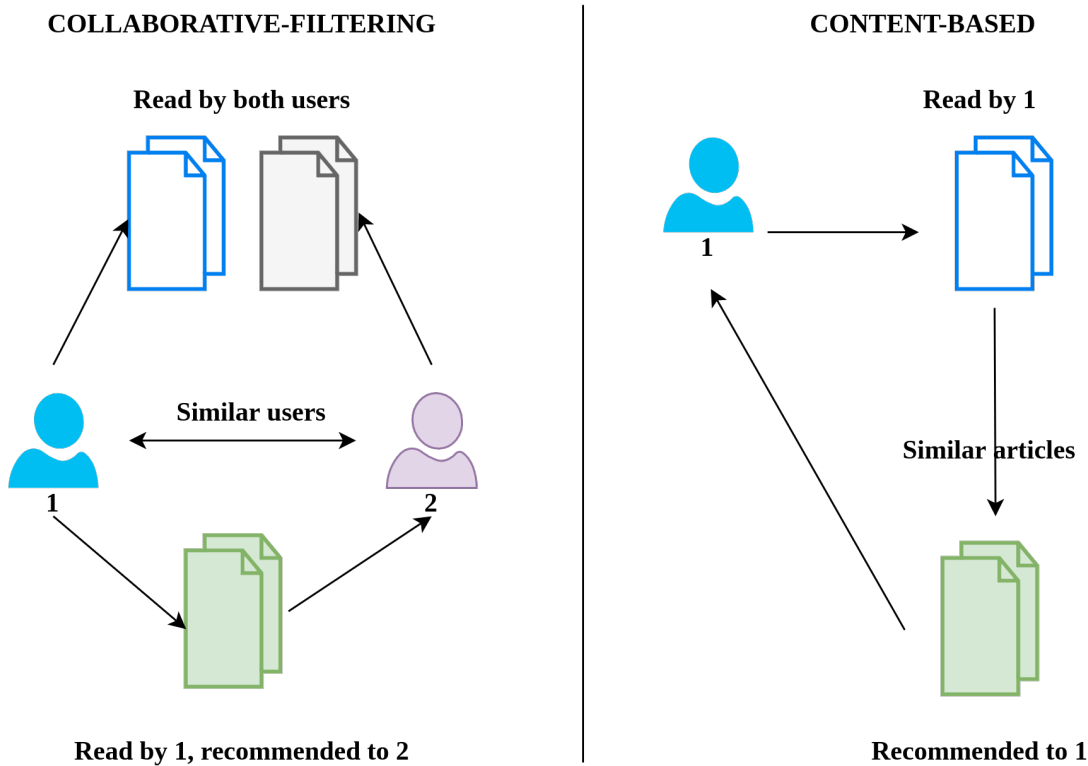 COLLABORATIVE-FILTERING
Read by both users
Similar users
1
2
Read by 1, recommended to 2
CONTENT-BASED
Read by 1
1
Similar articles
Recommended to 1